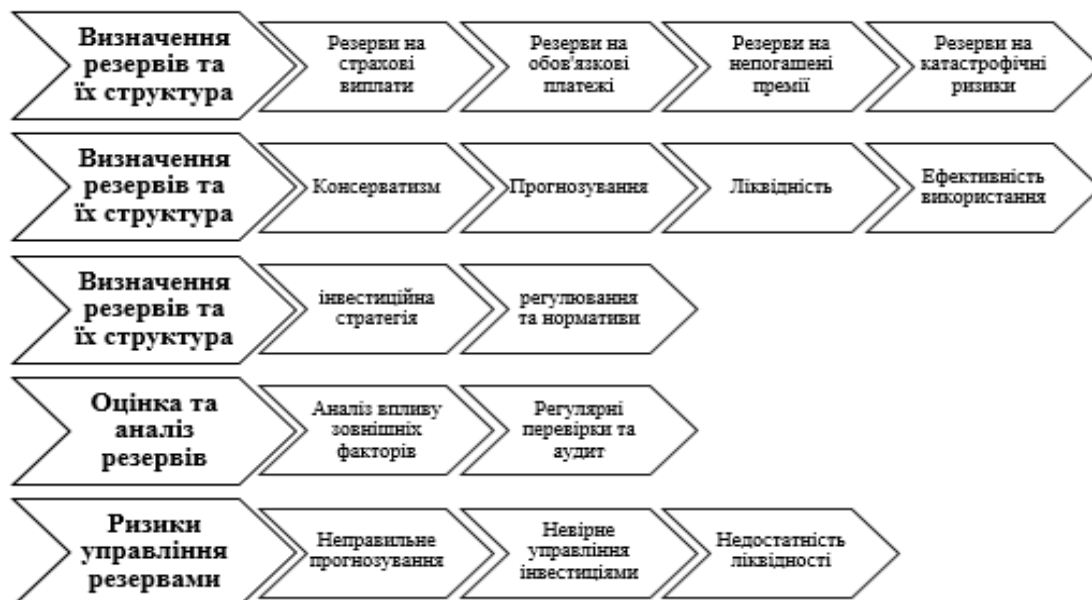 Визначення
резервів та
їх структура
Резерви на
страхові
виплати
Резерви на
обов'язкові
платежі
Резерви на
непогашені
премії
Резерви на
катастрофічні
ризики
Визначення
резервів та
їх структура
Консерватизм
Прогнозування
Ліквідність
Ефективність
використання
Визначення
резервів та
їх структура
інвестиційна
стратегія
регулювання
та нормативи
Оцінка та
аналіз
резервів
Аналіз впливу
зовнішніх
факторів
Регулярні
перевірки та
аудит
Ризики
управління
резервами
Неправильне
прогнозування
Невірне
управління
інвестиціями
Недостатність
ліквідності